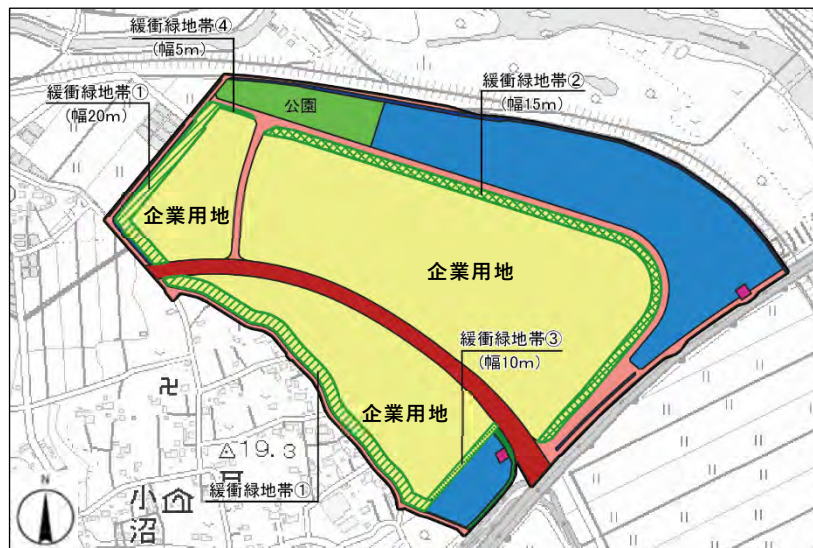 緩衝緑地帯④
(幅5m)
10
緩衝緑地帯②
(幅15m)
緩衝緑地帯①
(幅20m)
公園
企業用地
企業用地
緩衝緑地帯③
(幅10m)
企業用地
19.3
緩衝緑地帯①
小沼
N